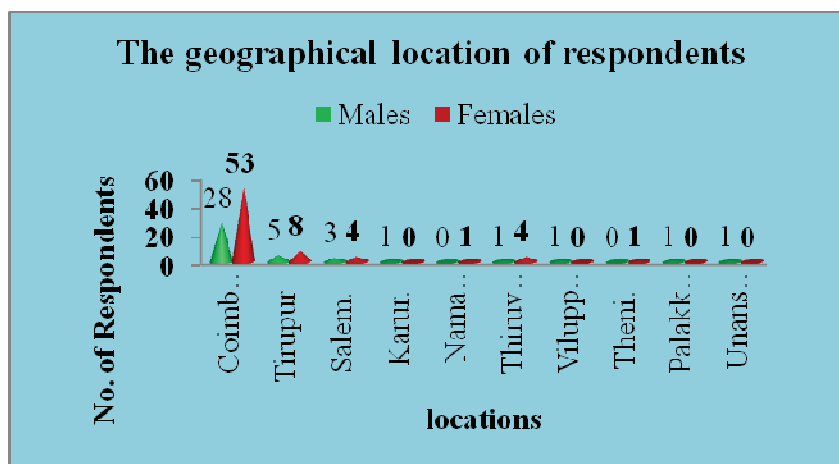 The geographical location of respondents
Males Females
No. of Respondents
60
40
20
0
28 53 5 8 3 4 1 0 0 1 1 4 1 0 0 1 1 0 1 0
Coimb…
Tirupur
Salem.
Karur.
Nama…
Thiruv…
Vilupp…
Theni.
Palakk…
Unans…
locations